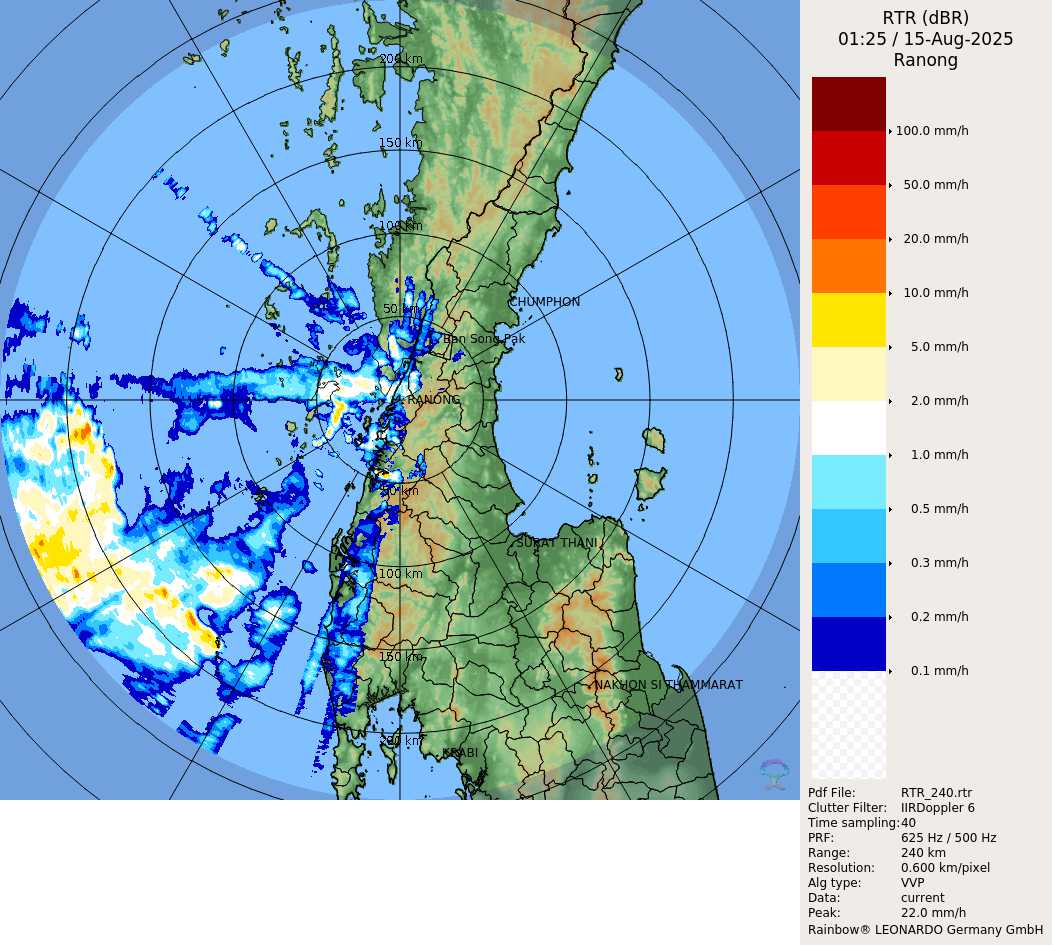 RTR (dBR)
01:25 / 15-Aug-2025
Ranong
200 km
150 km
100 km
50 km
CHUMPHON
Ban Song Pak
RANONG
50 km
SURAT THANI
100 km
150 km
NAKHON SI THAMMARAT
200 km
KRABI
100.0 mm/h
50.0 mm/h
20.0 mm/h
10.0 mm/h
5.0 mm/h
2.0 mm/h
1.0 mm/h
0.5 mm/h
0.3 mm/h
0.2 mm/h
0.1 mm/h
Pdf File: RTR_240.rtr
Clutter Filter: IIRDoppler 6
Time sampling:40
PRF: 625 Hz / 500 Hz
Range: 240 km
Resolution: 0.600 km/pixel
Alg type: VVP
Data: current
Peak: 22.0 mm/h
Rainbow® LEONARDO Germany GmbH